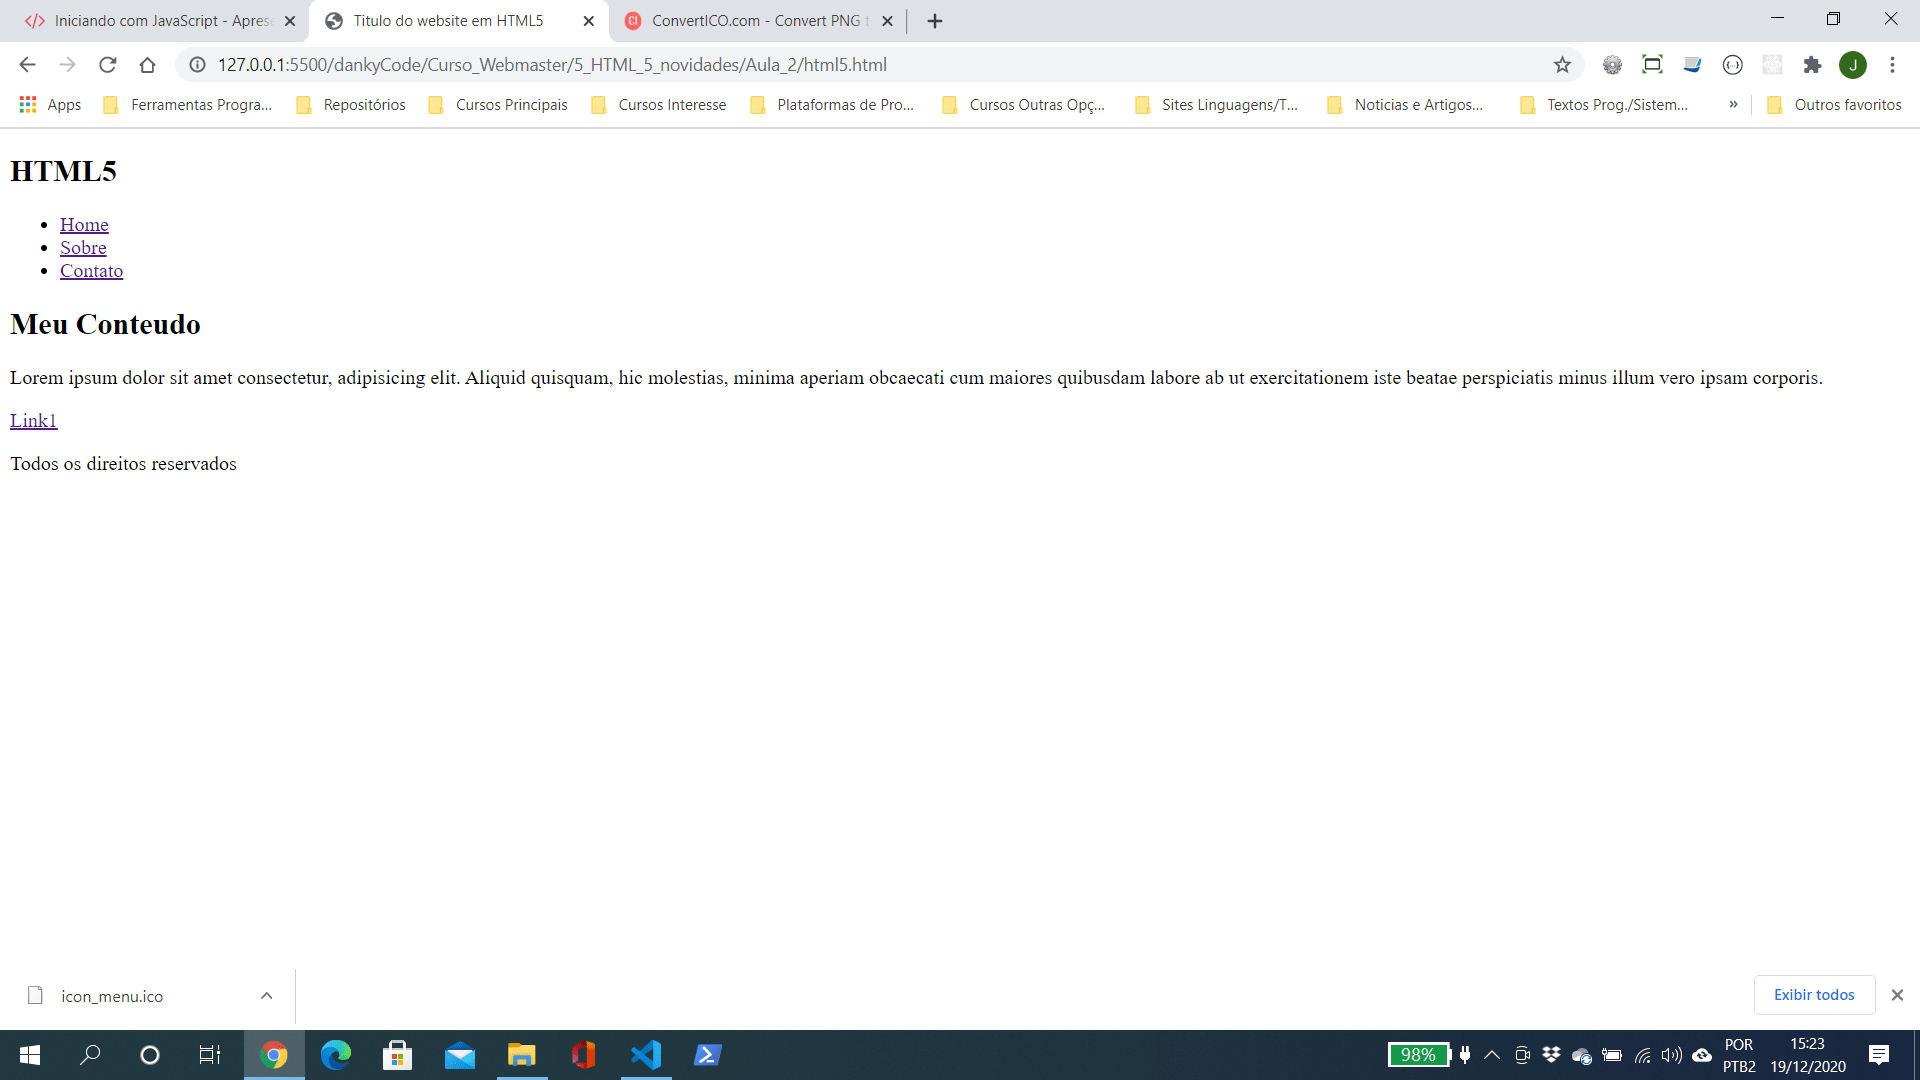 Iniciando com JavaScript - Aprese
Titulo do website em HTML5
ConvertICO.com - Convert PNG t
127.0.0.1:5500/dankyCode/Curso_Webmaster/5_HTML_5_novidades/Aula_2/html5.html
J
Apps
Ferramentas Progra...
Repositórios
Cursos Principais
Cursos Interesse
Plataformas de Pro...
Cursos Outras Opç...
Sites Linguagens/T...
Noticias e Artigos...
Textos Prog./Sistem...
»
Outros favoritos
HTML5
Home
Sobre
Contato
Meu Conteudo
Lorem ipsum dolor sit amet consectetur, adipisicing elit. Aliquid quisquam, hic molestias, minima aperiam obcaecati cum maiores quibusdam labore ab ut exercitationem iste beatae perspiciatis minus illum vero ipsam corporis.
Link1
Todos os direitos reservados
icon_menu.ico
Exibir todos
98%
POR
PTB2
15:23
19/12/2020